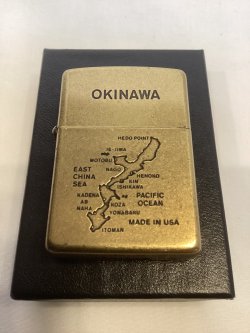 OKINAWA
HEDO POINT
IE-JIMA
MOTOBU
NAGO
HENOKO
EAST
CHINA
SEA
KIN
ISHIKAWA
KADENA
AB
NAHA
KOZA
PACIFIC
OCEAN
YONABARU
MADE IN USA
ITOMAN